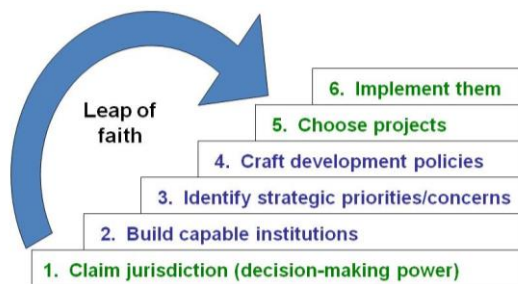 Leap of
faith
6. Implement them
5. Choose projects
4. Craft development policies
3. Identify strategic priorities/concerns
2. Build capable institutions
1. Claim jurisdiction (decision-making power)